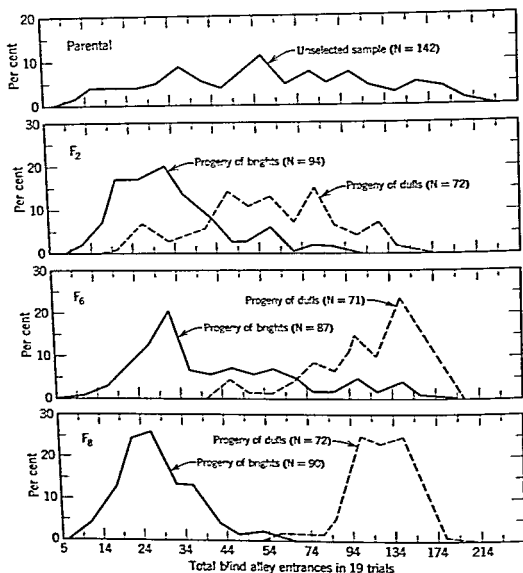 20
Parental
Unselected sample (N = 142)
Per cent
10
0
30
F2
Progeny of brights (N = 94)
20
Progeny of dulls (N = 72)
Per cent
10
0
30
F6
Progeny of dulls (N = 71)
20
Progeny of brights (N = 87)
Per cent
10
0
30
F8
Progeny of dulls (N = 72)
20
Progeny of brights (N = 90)
Per cent
10
0
5 14 24 34 44 54 74 94 134 174 214
Total blind alley entrances in 19 trials